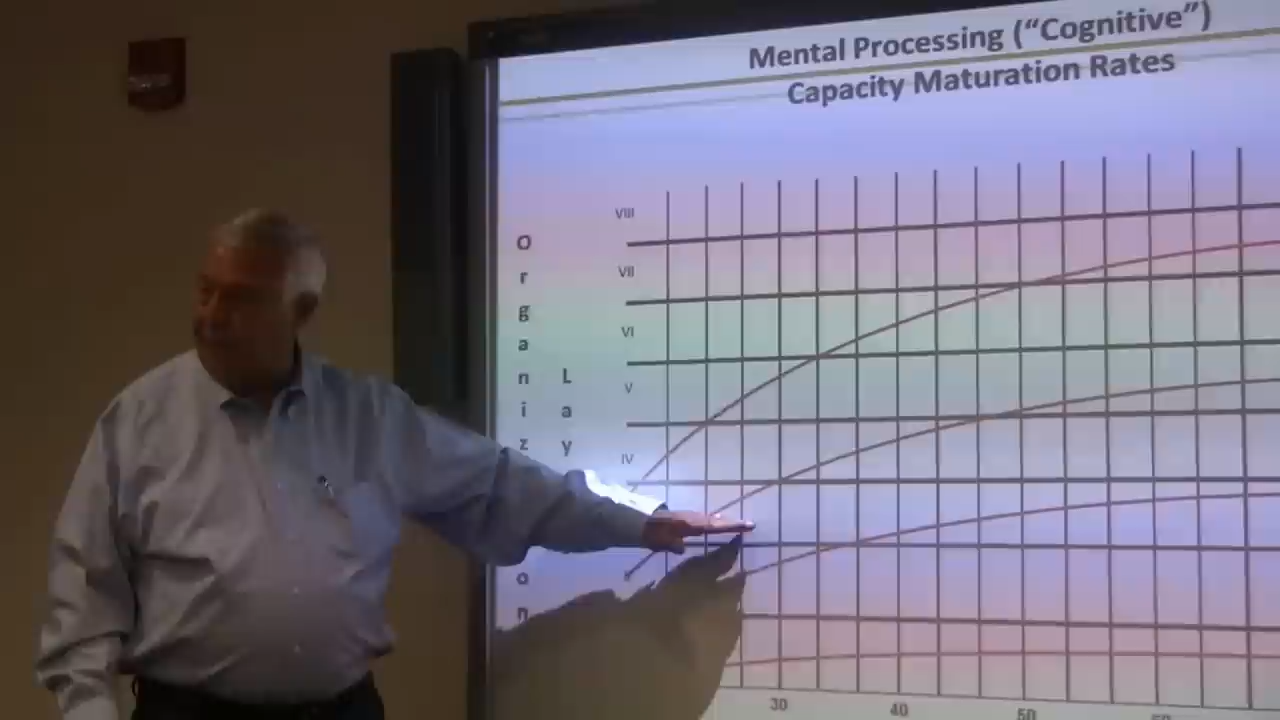 Mental Processing ("Cognitive")
Capacity Maturation Rates
VIII
VII
VI
V
IV
O
r
g
a
n
i
z
o
n
L
a
y
30
40
50